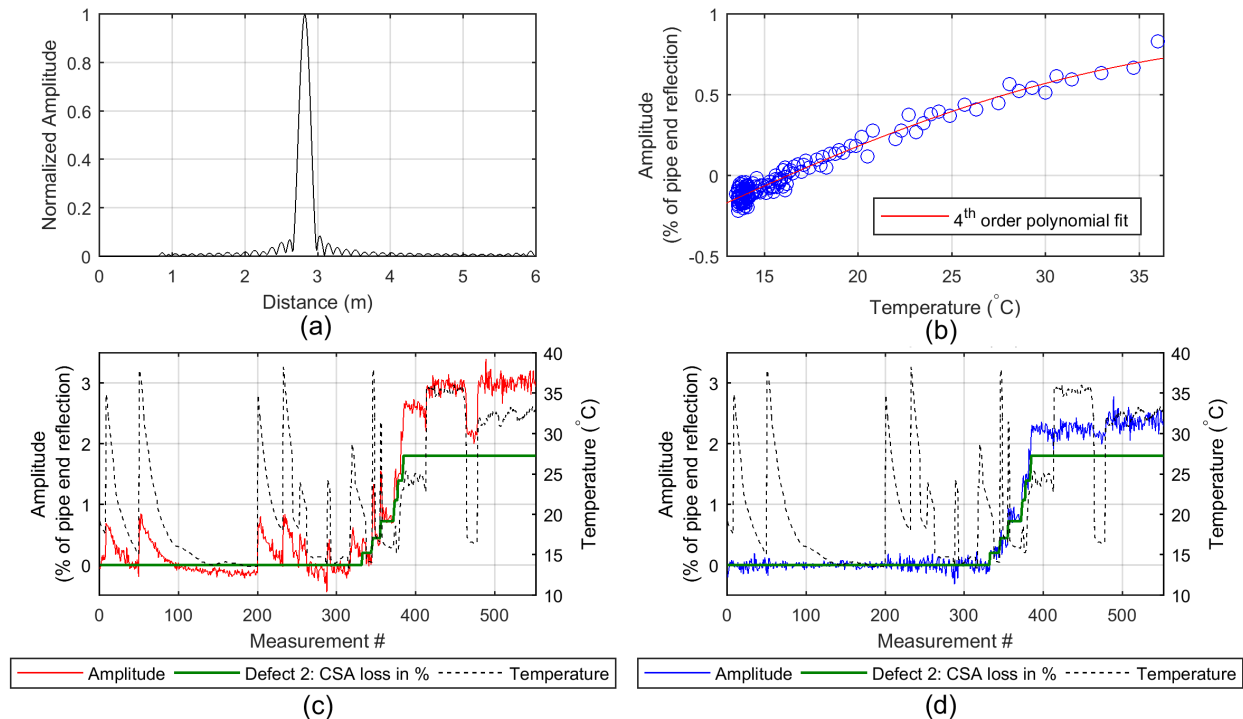 1
0.8
0.6
0.4
0.2
0
Normalized Amplitude
0 1 2 3 4 5 6
Distance (m)
(a)
1
0.5
0
-0.5
Amplitude
(% of pipe end reflection)
4th order polynomial fit
15 20 25 30 35
Temperature (°C)
(b)
3
2
1
0
Amplitude
(% of pipe end reflection)
40
35
30
25
20
15
10
Temperature (°C)
0 100 200 300 400 500
Measurement #
Amplitude Defect 2: CSA loss in % Temperature
(c)
3
2
1
0
Amplitude
(% of pipe end reflection)
40
35
30
25
20
15
10
Temperature (°C)
0 100 200 300 400 500
Measurement #
Amplitude Defect 2: CSA loss in % Temperature
(d)